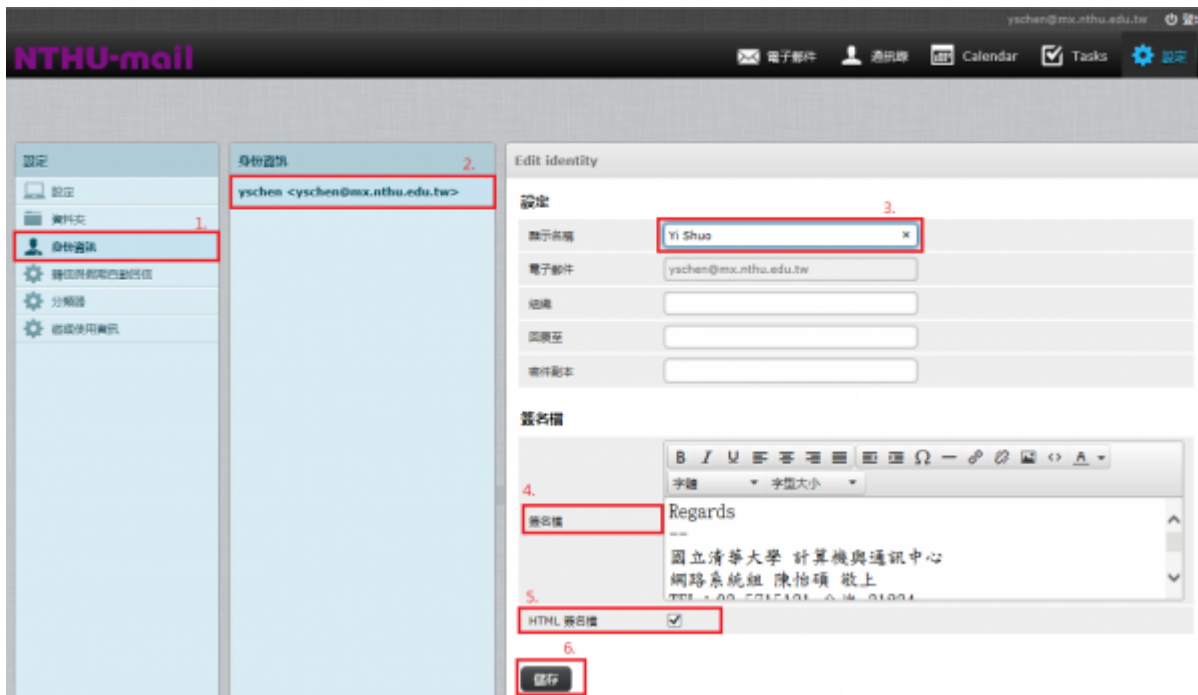 yschen@mx.nthu.edu.tw
NTHU-mail
電子郵件 通訊錄 Calendar Tasks 設定
設定
設定
資料夾
1.
身份資訊
分類器
身份資訊
2.
yschen <yschen@mx.nthu.edu.tw>
Edit identity
設定
3.
顯示名稱 Yi Shuo
電子郵件 yschen@mx.nthu.edu.tw
組織
回覆至
密件副本
簽名檔
B I U Ω A
字體 字型大小
4.
簽名檔
Regards
--
國立清華大學 計算機與通訊中心
網路系統組 陳怡碩 敬上
5.
HTML 簽名檔
6.
儲存